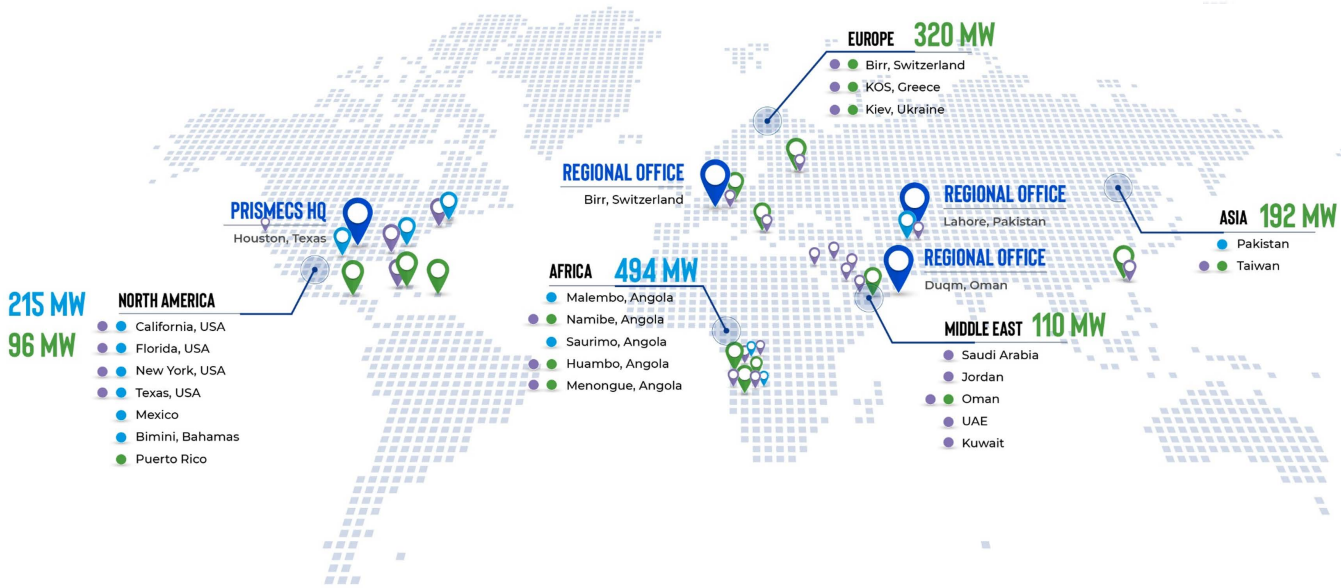 EUROPE 320 MW
Birr, Switzerland
KOS, Greece
Kiev, Ukraine
REGIONAL OFFICE
Birr, Switzerland
PRISMECS HQ
Houston, Texas
REGIONAL OFFICE
Lahore, Pakistan
ASIA 192 MW
Pakistan
Taiwan
REGIONAL OFFICE
Duqm, Oman
AFRICA 494 MW
Malembo, Angola
Namibe, Angola
Saurimo, Angola
Huambo, Angola
Menongue, Angola
215 MW
96 MW
NORTH AMERICA
California, USA
Florida, USA
New York, USA
Texas, USA
Mexico
Bimini, Bahamas
Puerto Rico
MIDDLE EAST 110 MW
Saudi Arabia
Jordan
Oman
UAE
Kuwait